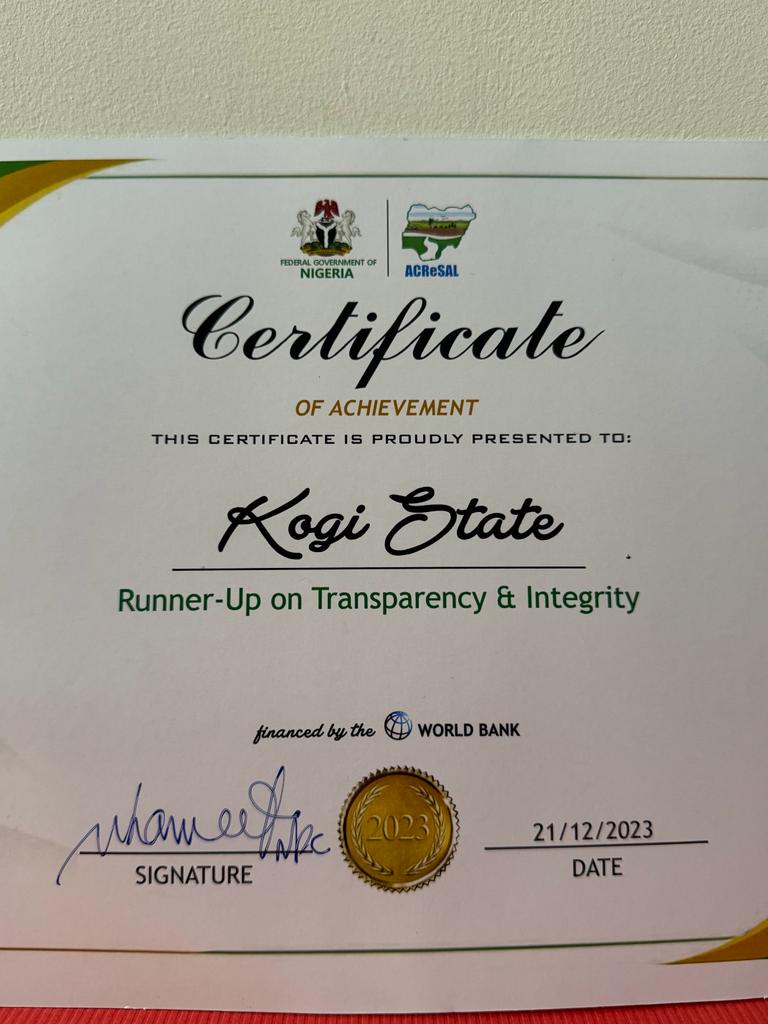 FEDERAL GOVERNMENT OF
NIGERIA
ACReSAL
Certificate
OF ACHIEVEMENT
THIS CERTIFICATE IS PROUDLY PRESENTED TO:
Kogi State
Runner-Up on Transparency & Integrity
financed by the WORLD BANK
2023
21/12/2023
SIGNATURE
DATE